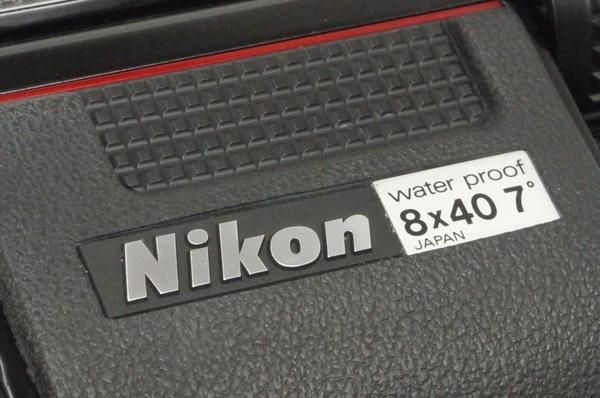 Nikon
water proof
8x40 7°
JAPAN